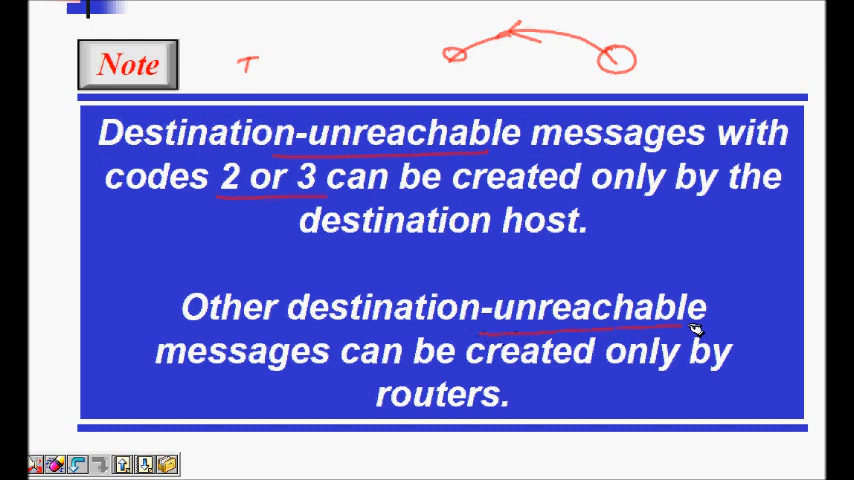 Note
T
Destination-unreachable messages with
codes 2 or 3 can be created only by the
destination host.
Other destination-unreachable
messages can be created only by
routers.